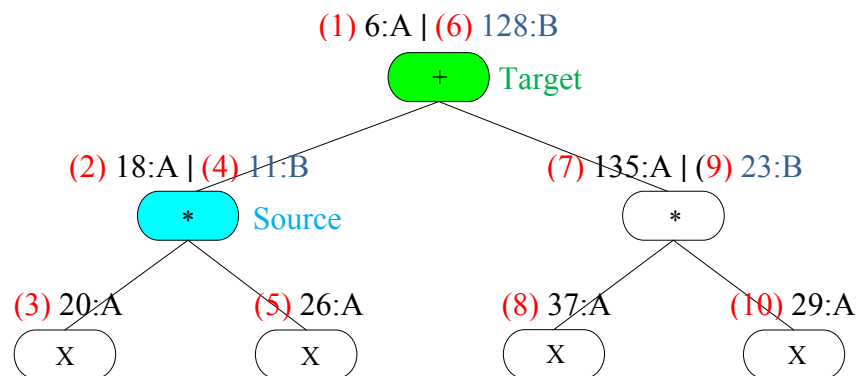 (1) 6:A | (6) 128:B
+ Target
(2) 18:A | (4) 11:B
(7) 135:A | (9) 23:B
* Source
*
(3) 20:A
(5) 26:A
(8) 37:A
(10) 29:A
X
X
X
X